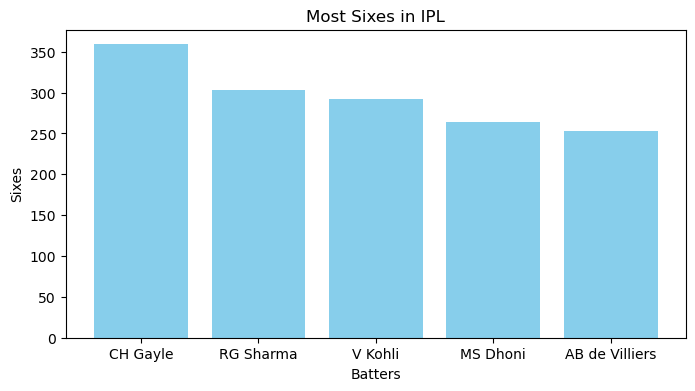 Most Sixes in IPL
350
300
250
200
150
100
50
0
Sixes
CH Gayle RG Sharma V Kohli MS Dhoni AB de Villiers
Batters